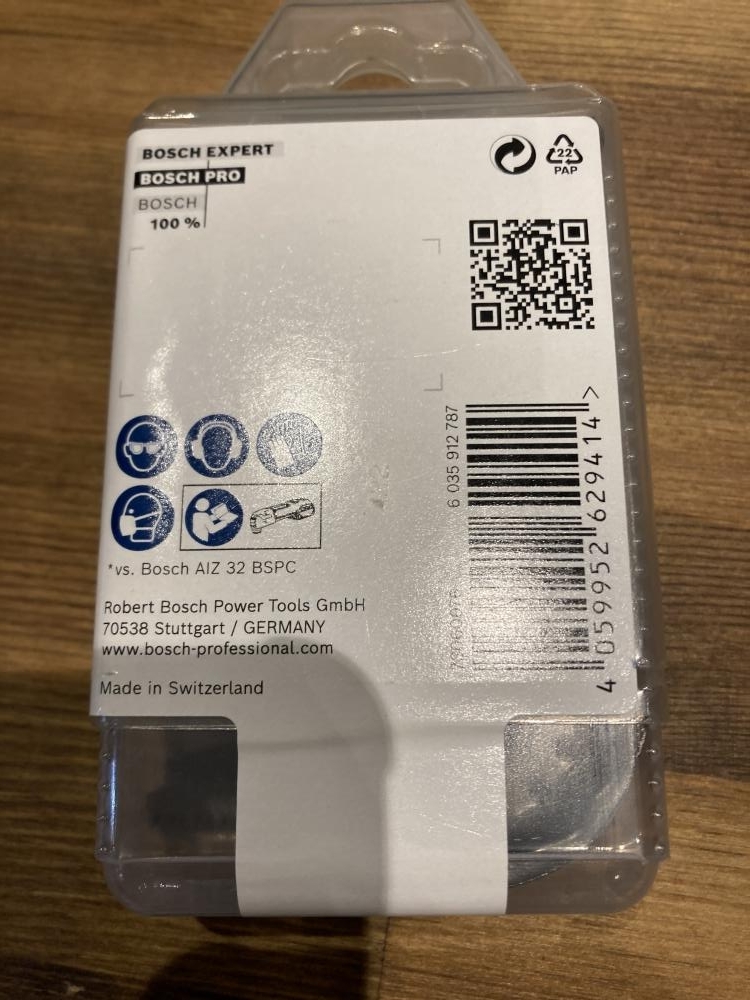 BOSCH EXPERT
BOSCH PRO
BOSCH
100 %
22
PAP
6 035 912 787
4 059952 629414 >
*vs. Bosch AIZ 32 BSPC
Robert Bosch Power Tools GmbH
70538 Stuttgart / GERMANY
www.bosch-professional.com
Made in Switzerland